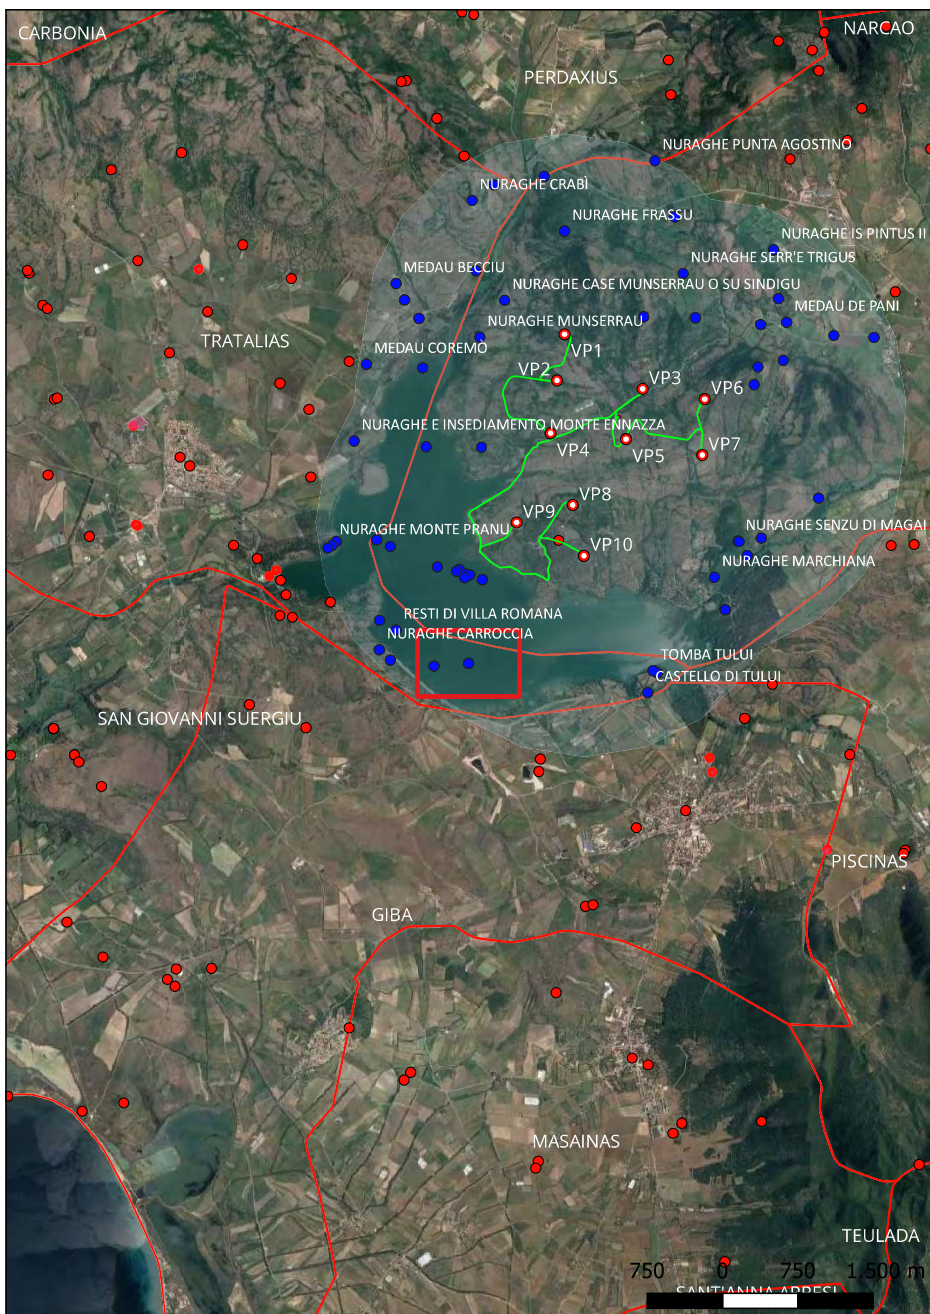 CARBONIA
NARCAO
PERDAXIUS
NURAGHE PUNTA AGOSTINO
NURAGHE CRABÌ
NURAGHE FRASSU
NURAGHE IS PINTUS II
NURAGHE SERR'E TRIGUS
MEDAU BECCIU
NURAGHE CASE MUNSERRAU O SU SINDIGU
MEDAU DE PANI
NURAGHE MUNSERRAU
TRATALIAS
VP1
MEDAU COREMÒ
VP2
VP3
VP6
NURAGHE E INSEDIAMENTO MONTE ENNAZZA
VP4
VP5
VP7
VP8
VP9
NURAGHE MONTE PRANU
NURAGHE SENZU DI MAGAI
VP10
NURAGHE MARCHIANA
RESTI DI VILLA ROMANA
NURAGHE CARROCCIA
TOMBA TULUI
CASTELLO DI TULUI
SAN GIOVANNI SUERGIU
PISCINAS
GIBA
MASAINAS
TEULADA
750 0 750 1.500 m
SANT'ANNA ARRESI